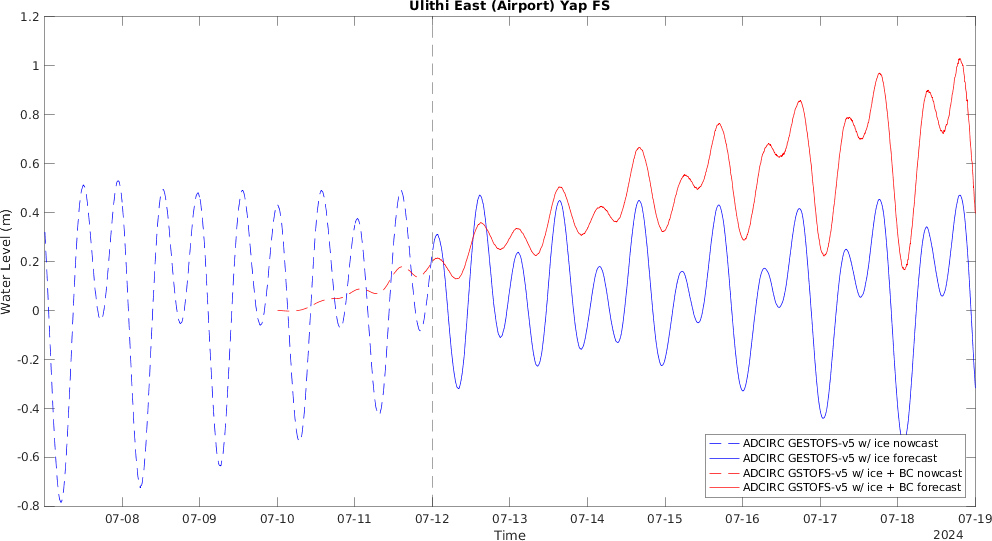 Ulithi East (Airport) Yap FS
Water Level (m)
1.2
1
0.8
0.6
0.4
0.2
0
-0.2
-0.4
-0.6
-0.8
ADCIRC GESTOFS-v5 w/ ice nowcast
ADCIRC GESTOFS-v5 w/ ice forecast
ADCIRC GSTOFS-v5 w/ ice + BC nowcast
ADCIRC GSTOFS-v5 w/ ice + BC forecast
07-08 07-09 07-10 07-11 07-12 07-13 07-14 07-15 07-16 07-17 07-18 07-19
Time
2024